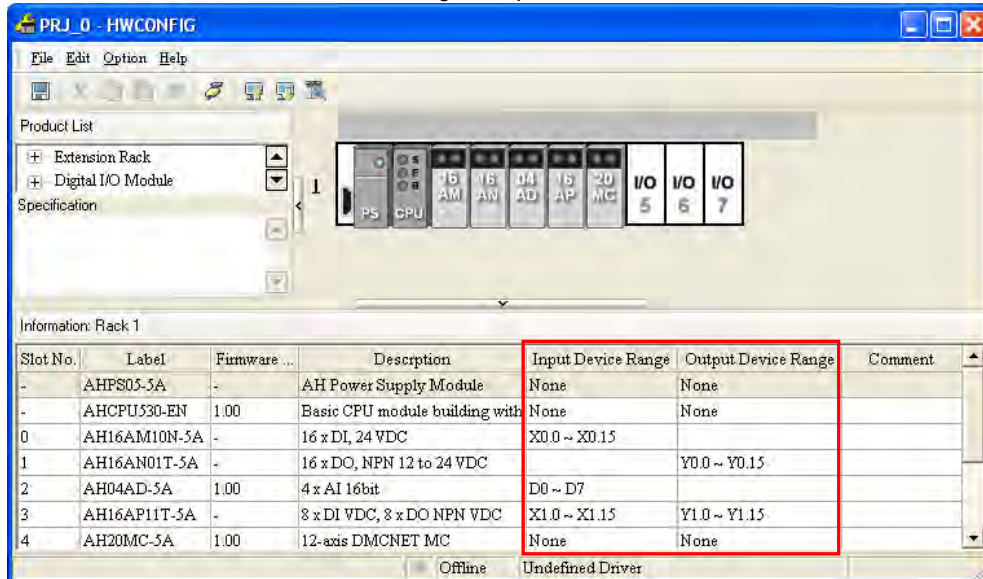 PRJ_0 - HWCONFIG
File Edit Option Help
Product List
+ Extension Rack
+ Digital I/O Module
Specification
1
PS CPU 16 AM 16 AN 04 AD 16 AP 20 MC I/O 5 I/O 6 I/O 7
S
E
B
Information: Rack 1
Slot No. Label Firmware ... Descrption Input Device Range Output Device Range Comment
- AHPS05-5A - AH Power Supply Module None None
- AHCPU530-EN 1.00 Basic CPU module building with None None
0 AH16AM10N-5A - 16 x DI, 24 VDC X0.0 ~ X0.15
1 AH16AN01T-5A - 16 x DO, NPN 12 to 24 VDC Y0.0 ~ Y0.15
2 AH04AD-5A 1.00 4 x AI 16bit D0 ~ D7
3 AH16AP11T-5A - 8 x DI VDC, 8 x DO NPN VDC X1.0 ~ X1.15 Y1.0 ~ Y1.15
4 AH20MC-5A 1.00 12-axis DMCNET MC None None
Offline Undefined Driver